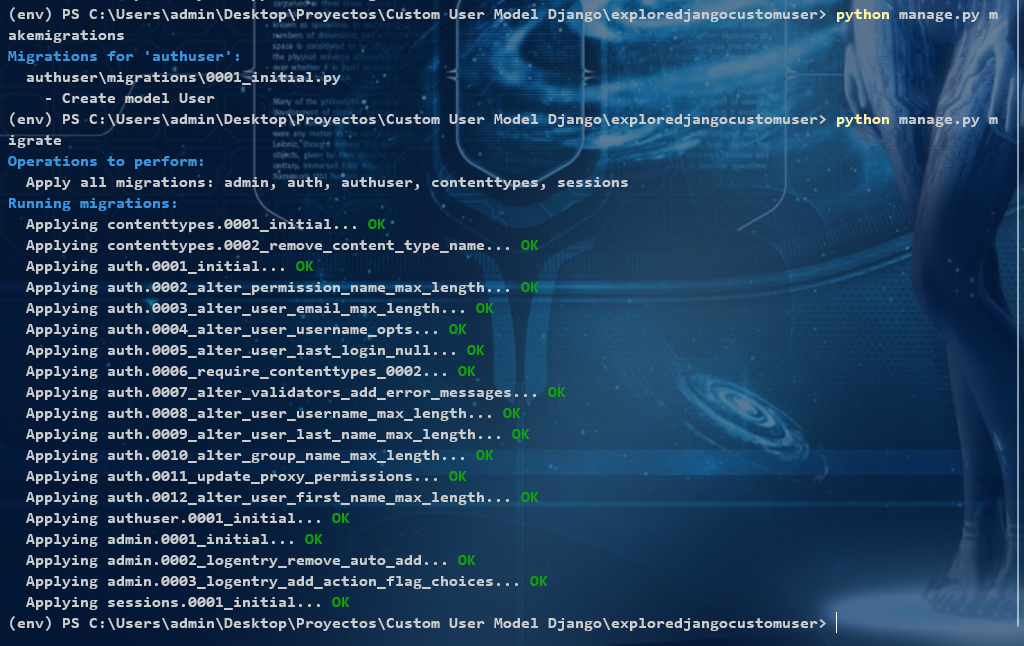 (env) PS C:\Users\admin\Desktop\Proyectos\Custom User Model Django\exploredjangocustomuser> python manage.py m
akemigrations
Migrations for 'authuser':
  authuser\migrations\0001_initial.py
    - Create model User
(env) PS C:\Users\admin\Desktop\Proyectos\Custom User Model Django\exploredjangocustomuser> python manage.py m
igrate
Operations to perform:
  Apply all migrations: admin, auth, authuser, contenttypes, sessions
Running migrations:
  Applying contenttypes.0001_initial... OK
  Applying contenttypes.0002_remove_content_type_name... OK
  Applying auth.0001_initial... OK
  Applying auth.0002_alter_permission_name_max_length... OK
  Applying auth.0003_alter_user_email_max_length... OK
  Applying auth.0004_alter_user_username_opts... OK
  Applying auth.0005_alter_user_last_login_null... OK
  Applying auth.0006_require_contenttypes_0002... OK
  Applying auth.0007_alter_validators_add_error_messages... OK
  Applying auth.0008_alter_user_username_max_length... OK
  Applying auth.0009_alter_user_last_name_max_length... OK
  Applying auth.0010_alter_group_name_max_length... OK
  Applying auth.0011_update_proxy_permissions... OK
  Applying auth.0012_alter_user_first_name_max_length... OK
  Applying authuser.0001_initial... OK
  Applying admin.0001_initial... OK
  Applying admin.0002_logentry_remove_auto_add... OK
  Applying admin.0003_logentry_add_action_flag_choices... OK
  Applying sessions.0001_initial... OK
(env) PS C:\Users\admin\Desktop\Proyectos\Custom User Model Django\exploredjangocustomuser>